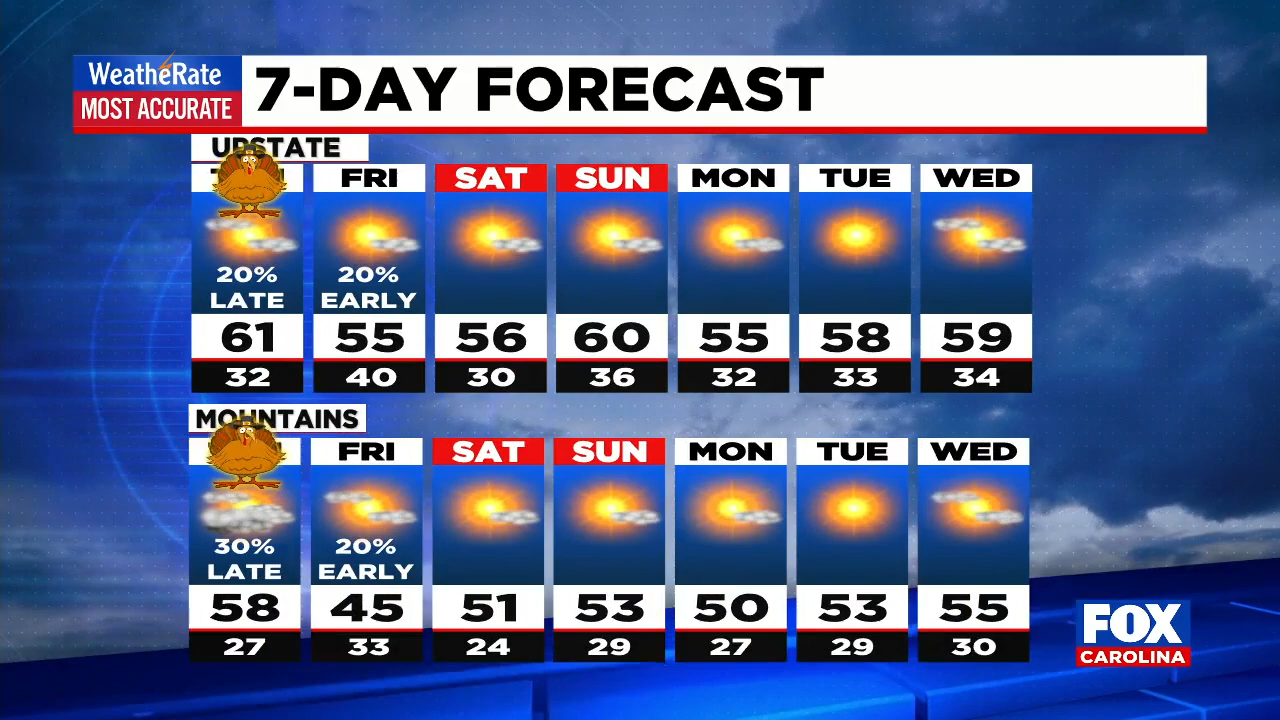 WeatheRate
MOST ACCURATE
7-DAY FORECAST
UPSTATE
FRI SAT SUN MON TUE WED
20% 20%
LATE EARLY
61 55 56 60 55 58 59
32 40 30 36 32 33 34
MOUNTAINS
FRI SAT SUN MON TUE WED
30% 20%
LATE EARLY
58 45 51 53 50 53 55
27 33 24 29 27 29 30
FOX
CAROLINA